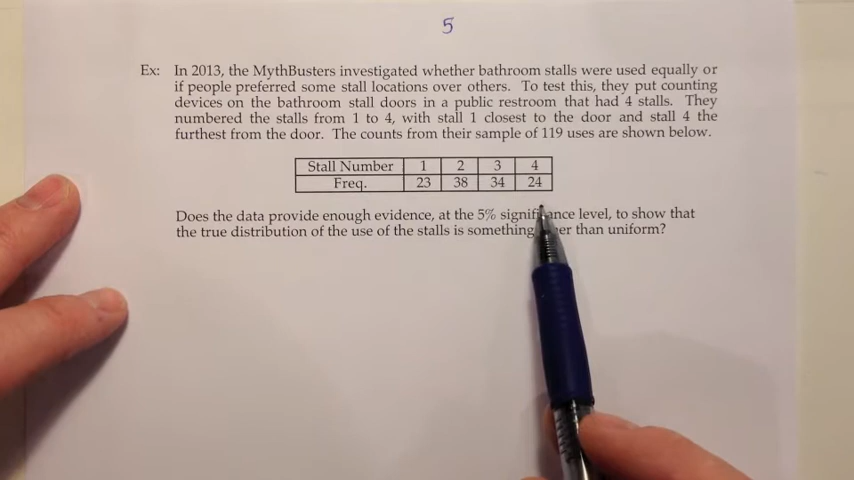 5
Ex: In 2013, the MythBusters investigated whether bathroom stalls were used equally or
if people preferred some stall locations over others. To test this, they put counting
devices on the bathroom stall doors in a public restroom that had 4 stalls. They
numbered the stalls from 1 to 4, with stall 1 closest to the door and stall 4 the
furthest from the door. The counts from their sample of 119 uses are shown below.
Stall Number 1 2 3 4
Freq. 23 38 34 24
Does the data provide enough evidence, at the 5% significance level, to show that
the true distribution of the use of the stalls is something than uniform?